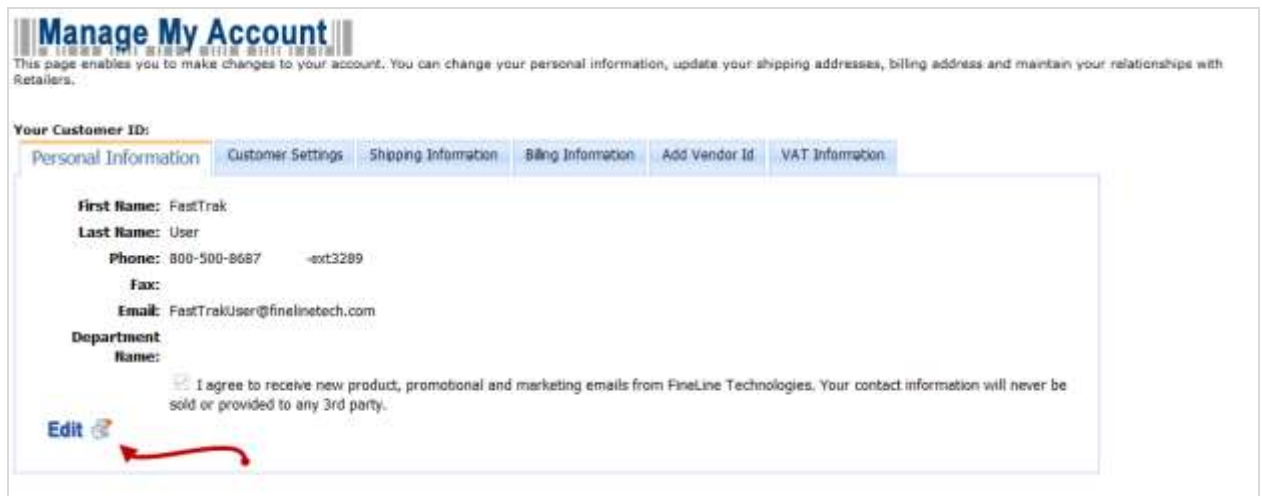 Manage My Account
This page enables you to make changes to your account. You can change your personal information, update your shipping addresses, billing address and maintain your relationships with
Retailers.
Your Customer ID:
Personal Information Customer Settings Shipping Information Billing Information Add Vendor Id VAT Information
First Name: FastTrak
Last Name: User
Phone: 800-500-8687 -ext3289
Fax:
Email: FastTrakUser@finelinetech.com
Department
Name:
I agree to receive new product, promotional and marketing emails from FineLine Technologies. Your contact information will never be
sold or provided to any 3rd party.
Edit